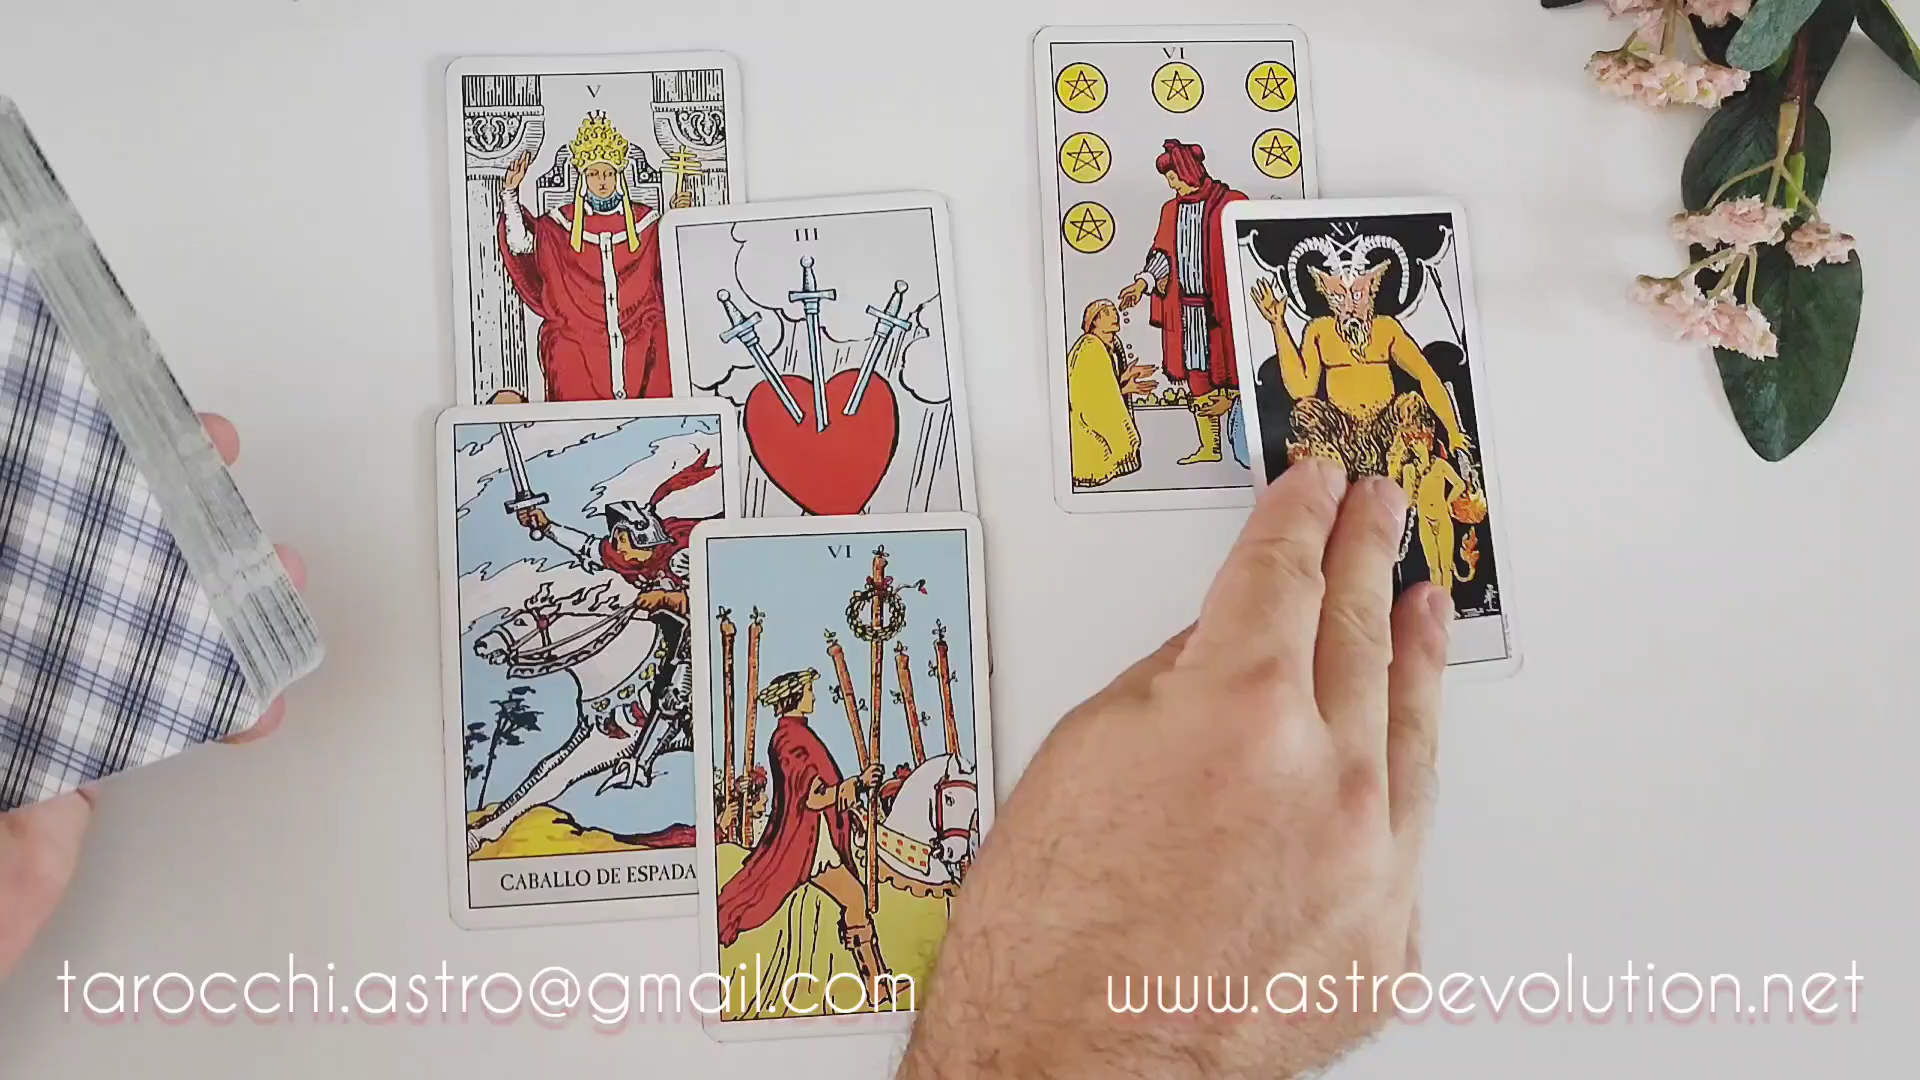 V
VI
III
XV
CABALLO DE ESPADA
VI
tarocchi.astro@gmail.com
www.astroevolution.net